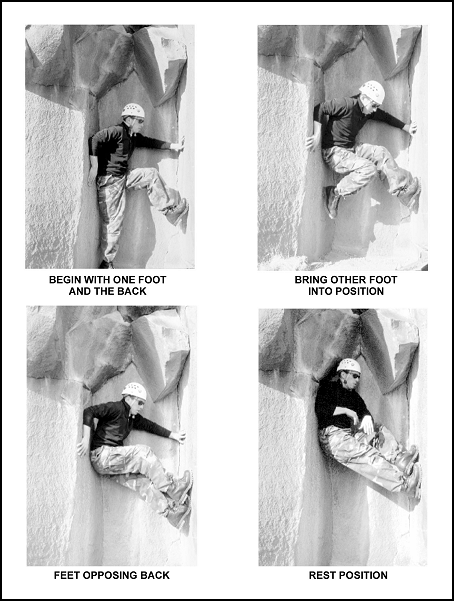 BEGIN WITH ONE FOOT
AND THE BACK
BRING OTHER FOOT
INTO POSITION
FEET OPPOSING BACK
REST POSITION